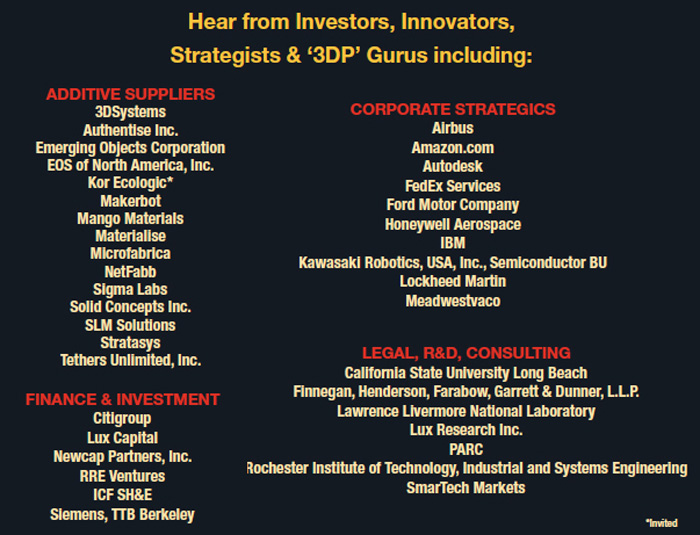 Hear from Investors, Innovators,
Strategists & ‘3DP’ Gurus including:
ADDITIVE SUPPLIERS
3DSystems
Authentise Inc.
Emerging Objects Corporation
EOS of North America, Inc.
Kor Ecologic*
Makerbot
Mango Materials
Materialise
Microfabrica
NetFabb
Sigma Labs
Solid Concepts Inc.
SLM Solutions
Stratasys
Tethers Unlimited, Inc.
FINANCE & INVESTMENT
Citigroup
Lux Capital
Newcap Partners, Inc.
RRE Ventures
ICF SH&E
Siemens, TTB Berkeley
CORPORATE STRATEGICS
Airbus
Amazon.com
Autodesk
FedEx Services
Ford Motor Company
Honeywell Aerospace
IBM
Kawasaki Robotics, USA, Inc., Semiconductor BU
Lockheed Martin
Meadwestvaco
LEGAL, R&D, CONSULTING
California State University Long Beach
Finnegan, Henderson, Farabow, Garrett & Dunner, L.L.P.
Lawrence Livermore National Laboratory
Lux Research Inc.
PARC
Rochester Institute of Technology, Industrial and Systems Engineering
SmarTech Markets
*Invited